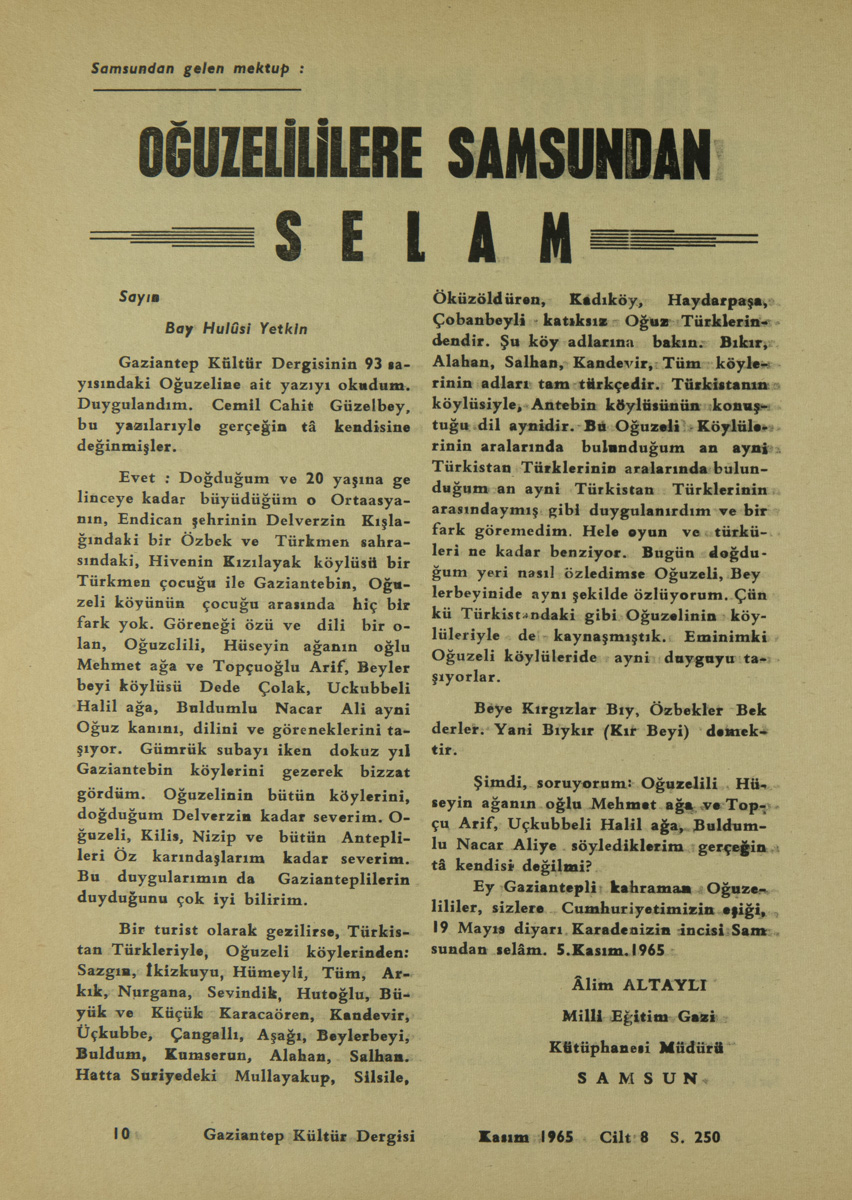 Samsundan gelen mektup :
OĞUZELİLİLERE SAMSUNDAN
SELAM
Sayın
Bay Hulûsi Yetkin
Gaziantep Kültür Dergisinin 93 sa-
yısındaki Oğuzeline ait yazıyı okudum.
Duygulandım. Cemil Cahit Güzelbey,
bu yazılarıyle gerçeğin tâ kendisine
değinmişler.
Evet : Doğduğum ve 20 yaşına ge
linceye kadar büyüdüğüm o Ortaasya-
nın, Endican şehrinin Delverzin Kışla-
ğındaki bir Özbek ve Türkmen sahra-
sındaki, Hivenin Kızılayak köylüsü bir
Türkmen çocuğu ile Gaziantebin, Oğu-
zeli köyünün çocuğu arasında hiç bir
fark yok. Göreneği özü ve dili bir o-
lan, Oğuzelili, Hüseyin ağanın oğlu
Mehmet ağa ve Topçuoğlu Arif, Beyler
beyi köylüsü Dede Çolak, Uckubbeli
Halil ağa, Buldumlu Nacar Ali ayni
Oğuz kanını, dilini ve göreneklerini ta-
şıyor. Gümrük subayı iken dokuz yıl
Gaziantebin köylerini gezerek bizzat
gördüm. Oğuzelinin bütün köylerini,
doğduğum Delverzin kadar severim. O-
ğuzeli, Kilis, Nizip ve bütün Antepli-
leri Öz karındaşlarım kadar severim.
Bu duygularımın da Gazianteplilerin
duyduğunu çok iyi bilirim.
Bir turist olarak gezilirse, Türkis-
tan Türkleriyle, Oğuzeli köylerinden:
Sazgın, İkizkuyu, Hümeyli, Tüm, Ar-
kık, Nurgana, Sevindik, Hutoğlu, Bü-
yük ve Küçük Karacaören, Kandevir,
Üçkubbe, Çangallı, Aşağı, Beylerbeyi,
Buldum, Kumserun, Alahan, Salhan.
Hatta Suriyedeki Mullayakup, Silsile,
Öküzöldüren, Kadıköy, Haydarpaşa,
Çobanbeyli katıksız Oğuz Türklerin-
dendir. Şu köy adlarına bakın. Bıkır,
Alahan, Salhan, Kandevir, Tüm köyle-
rinin adları tam türkçedir. Türkistanın
köylüsiyle, Antebin köylüsünün konuş-
tuğu dil aynidir. Bu Oğuzeli Köylüle-
rinin aralarında bulunduğum an ayni
Türkistan Türklerinin aralarında bulun-
duğum an ayni Türkistan Türklerinin
arasındaymış gibi duygulanırdım ve bir
fark göremedim. Hele oyun ve türkü-
leri ne kadar benziyor. Bugün doğdu-
ğum yeri nasıl özledimse Oğuzeli, Bey
lerbeyinide aynı şekilde özlüyorum. Çün
kü Türkistandaki gibi Oğuzelinin köy-
lüleriyle de kaynaşmıştık. Eminimki
Oğuzeli köylüleride ayni duyguyu ta-
şıyorlar.
Beye Kırgızlar Bıy, Özbekler Bek
derler. Yani Bıykır (Kır Beyi) demek-
tir.
Şimdi, soruyorum: Oğuzelili Hü-
seyin ağanın oğlu Mehmet ağa ve Top-
çu Arif, Uçkubbeli Halil ağa, Buldum-
lu Nacar Aliye söylediklerim gerçeğin
tâ kendisi değilmi?
Ey Gaziantepli kahraman Oğuze-
lililer, sizlere Cumhuriyetimizin eşiği,
19 Mayıs diyarı Karadenizin incisi Sam
sundan selâm. 5.Kasım.1965
Âlim ALTAYLI
Milli Eğitim Gazi
Kütüphanesi Müdürü
SAMSUN
10 Gaziantep Kültür Dergisi Kasım 1965 Cilt 8 S. 250